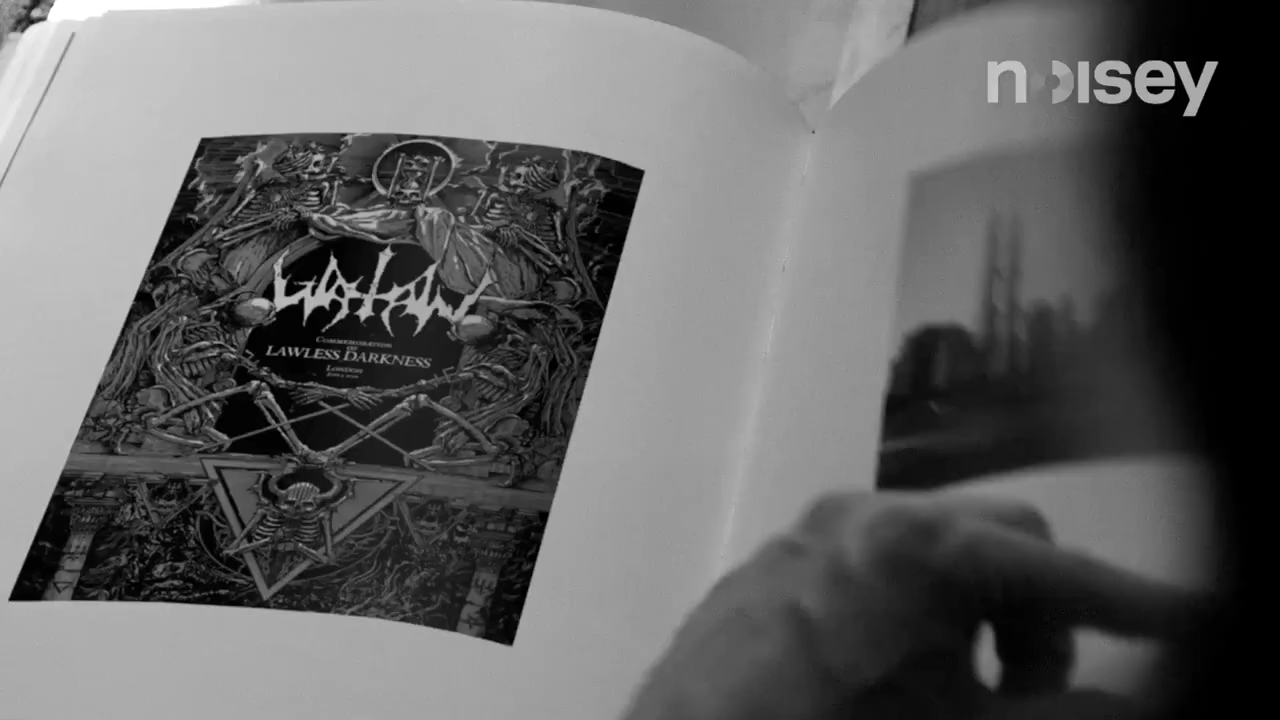 noisey
WATAIN
COMMEMORATION
OF
LAWLESS DARKNESS
London